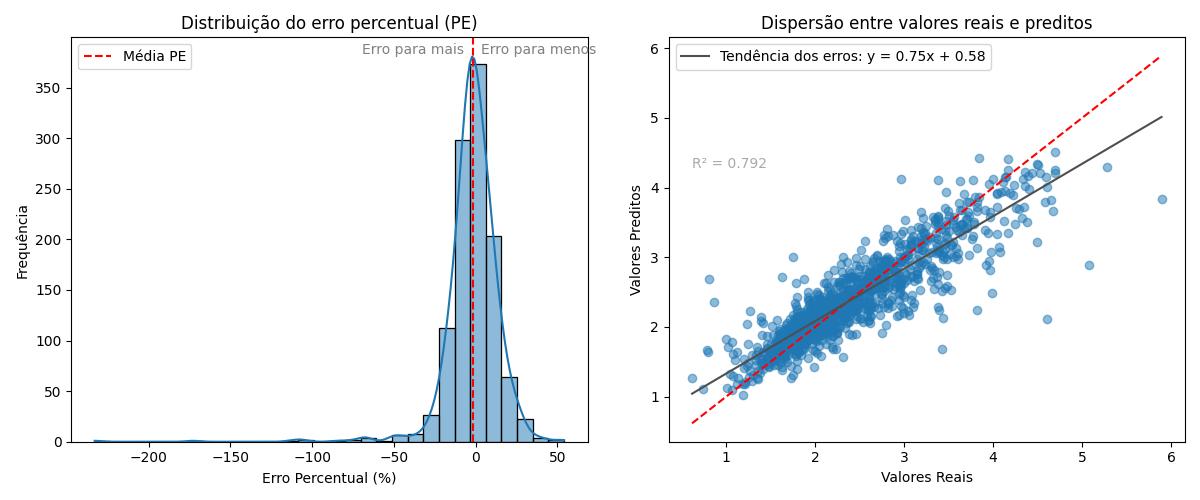 Distribuição do erro percentual (PE)
Média PE
Erro para mais
Erro para menos
Frequência
350
300
250
200
150
100
50
0
−200
−150
−100
−50
0
50
Erro Percentual (%)
Dispersão entre valores reais e preditos
Tendência dos erros: y = 0.75x + 0.58
R² = 0.792
Valores Preditos
6
5
4
3
2
1
1
2
3
4
5
6
Valores Reais